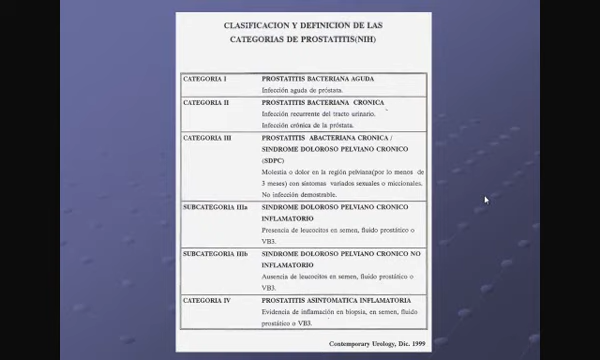 CLASIFICACION Y DEFINICION DE LAS
CATEGORIAS DE PROSTATITIS(NIH)
CATEGORIA I PROSTATITIS BACTERIANA AGUDA
Infección aguda de próstata.
CATEGORIA II PROSTATITIS BACTERIANA CRONICA
Infección recurrente del tracto urinario.
Infección crónica de la próstata.
CATEGORIA III PROSTATITIS ABACTERIANA CRONICA /
SINDROME DOLOROSO PELVIANO CRONICO
(SDPC)
Molestia o dolor en la región pelviana(por lo menos de
3 meses) con síntomas variados sexuales o miccionales.
No infección demostrable.
SUBCATEGORIA IIIa SINDROME DOLOROSO PELVIANO CRONICO
INFLAMATORIO
Presencia de leucocitos en semen, fluido prostático o
VB3.
SUBCATEGORIA IIIb SINDROME DOLOROSO PELVIANO CRONICO NO
INFLAMATORIO
Ausencia de leucocitos en semen, fluido prostático o
VB3.
CATEGORIA IV PROSTATITIS ASINTOMATICA INFLAMATORIA
Evidencia de inflamación en biopsia, en semen, fluido
prostático o VB3.
Contemporary Urology, Dic. 1999